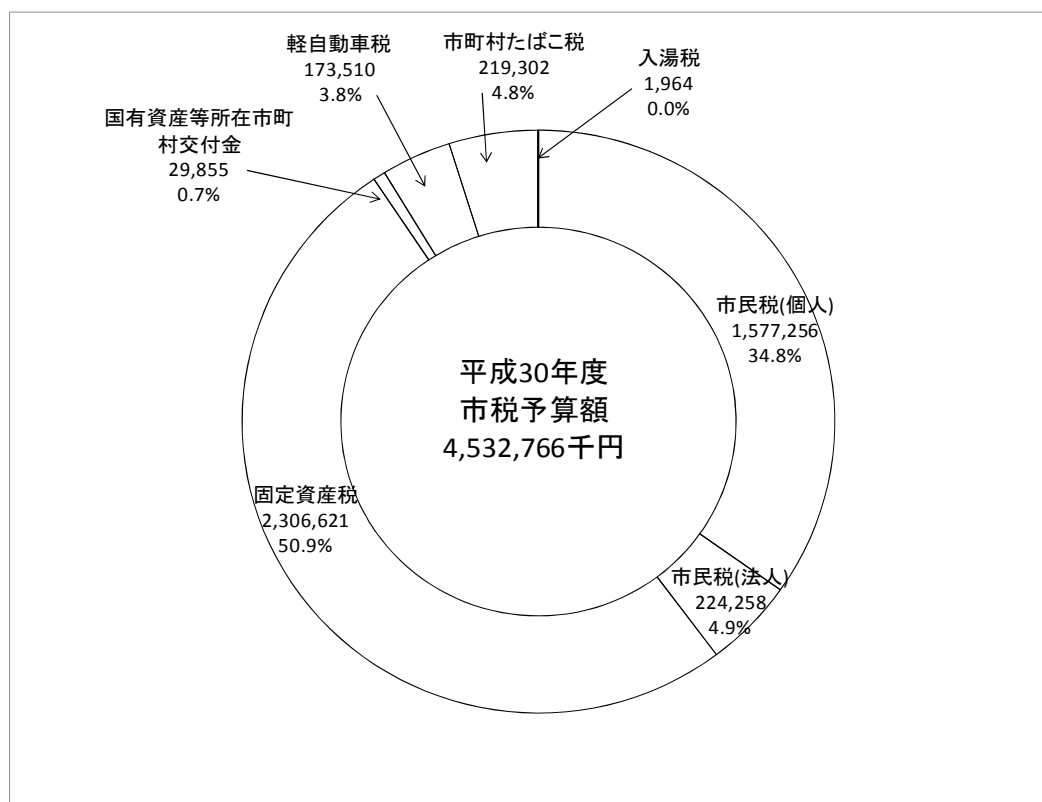 軽自動車税
173,510
3.8%
市町村たばこ税
219,302
4.8%
入湯税
1,964
0.0%
国有資産等所在市町
村交付金
29,855
0.7%
市民税(個人)
1,577,256
34.8%
平成30年度
市税予算額
4,532,766千円
固定資産税
2,306,621
50.9%
市民税(法人)
224,258
4.9%